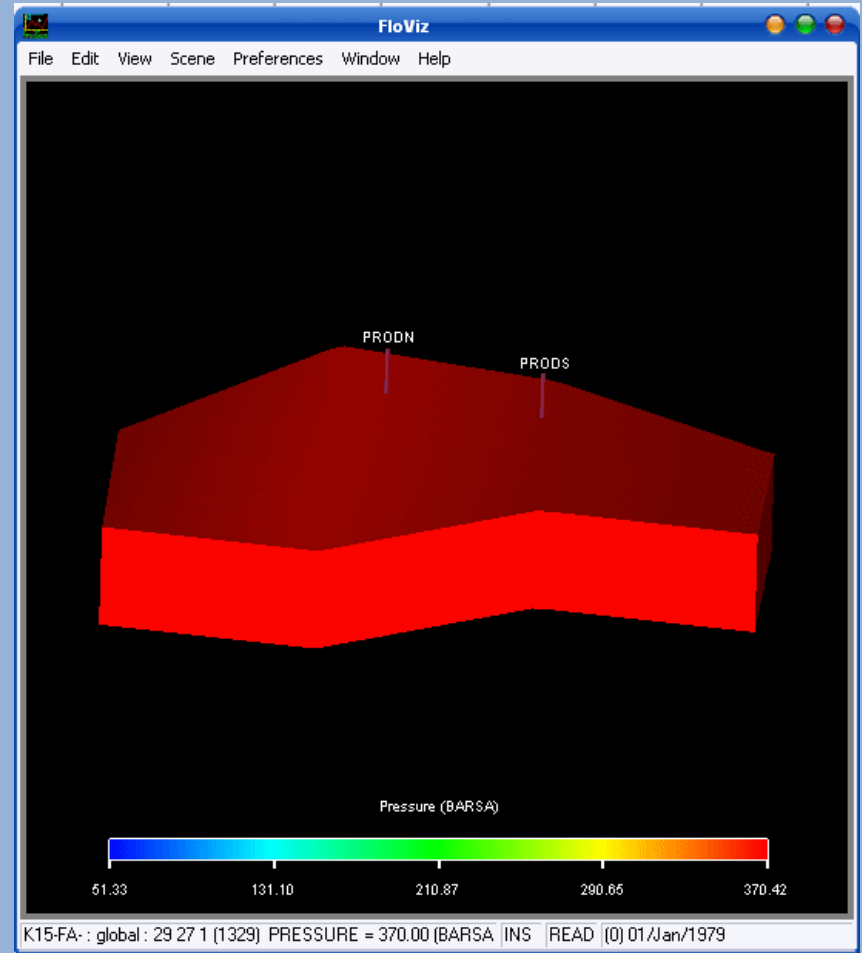 FloViz
File Edit View Scene Preferences Window Help
PRODN
PRODS
Pressure (BARSA)
51.33 131.10 210.87 290.65 370.42
K15-FA- : global : 29 27 1 (1329) PRESSURE = 370.00 (BARSA INS READ (0) 01/Jan/1979